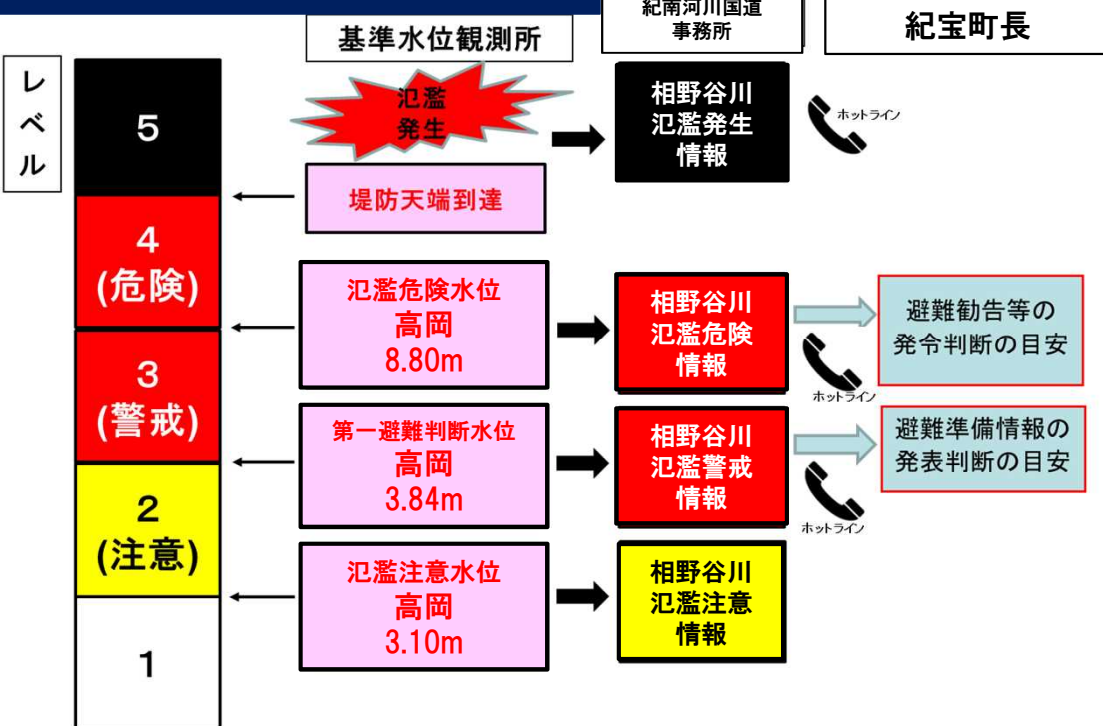 基準水位観測所
紀南河川国道
事務所
紀宝町長
レ
ベ
ル
5
4
(危険)
3
(警戒)
2
(注意)
1
氾濫
発生
相野谷川
氾濫発生
情報
ホットライン
堤防天端到達
氾濫危険水位
高岡
8.80m
相野谷川
氾濫危険
情報
ホットライン
避難勧告等の
発令判断の目安
第一避難判断水位
高岡
3.84m
相野谷川
氾濫警戒
情報
ホットライン
避難準備情報の
発表判断の目安
氾濫注意水位
高岡
3.10m
相野谷川
氾濫注意
情報